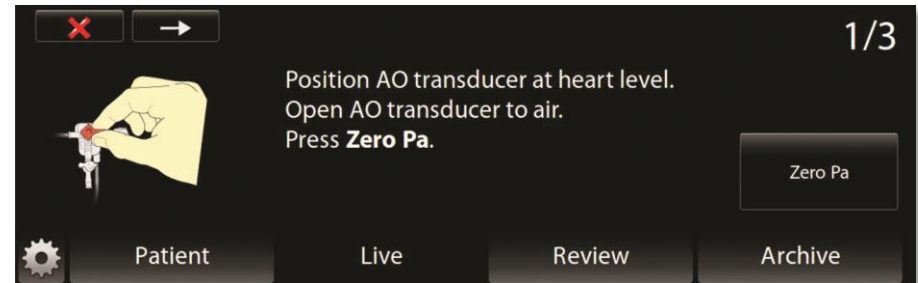 1/3
Position AO transducer at heart level.
Open AO transducer to air.
Press Zero Pa.
Zero Pa
Patient
Live
Review
Archive